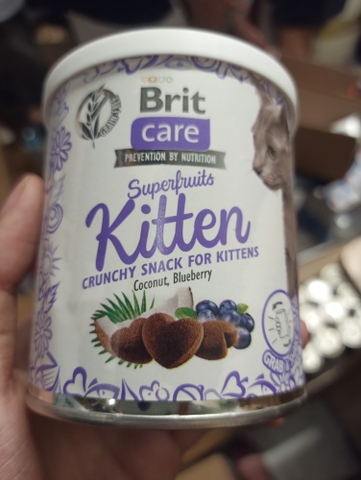 Brit
care
PREVENTION BY NUTRITION
Superfruits
Kitten
CRUNCHY SNACK FOR KITTENS
Coconut, Blueberry